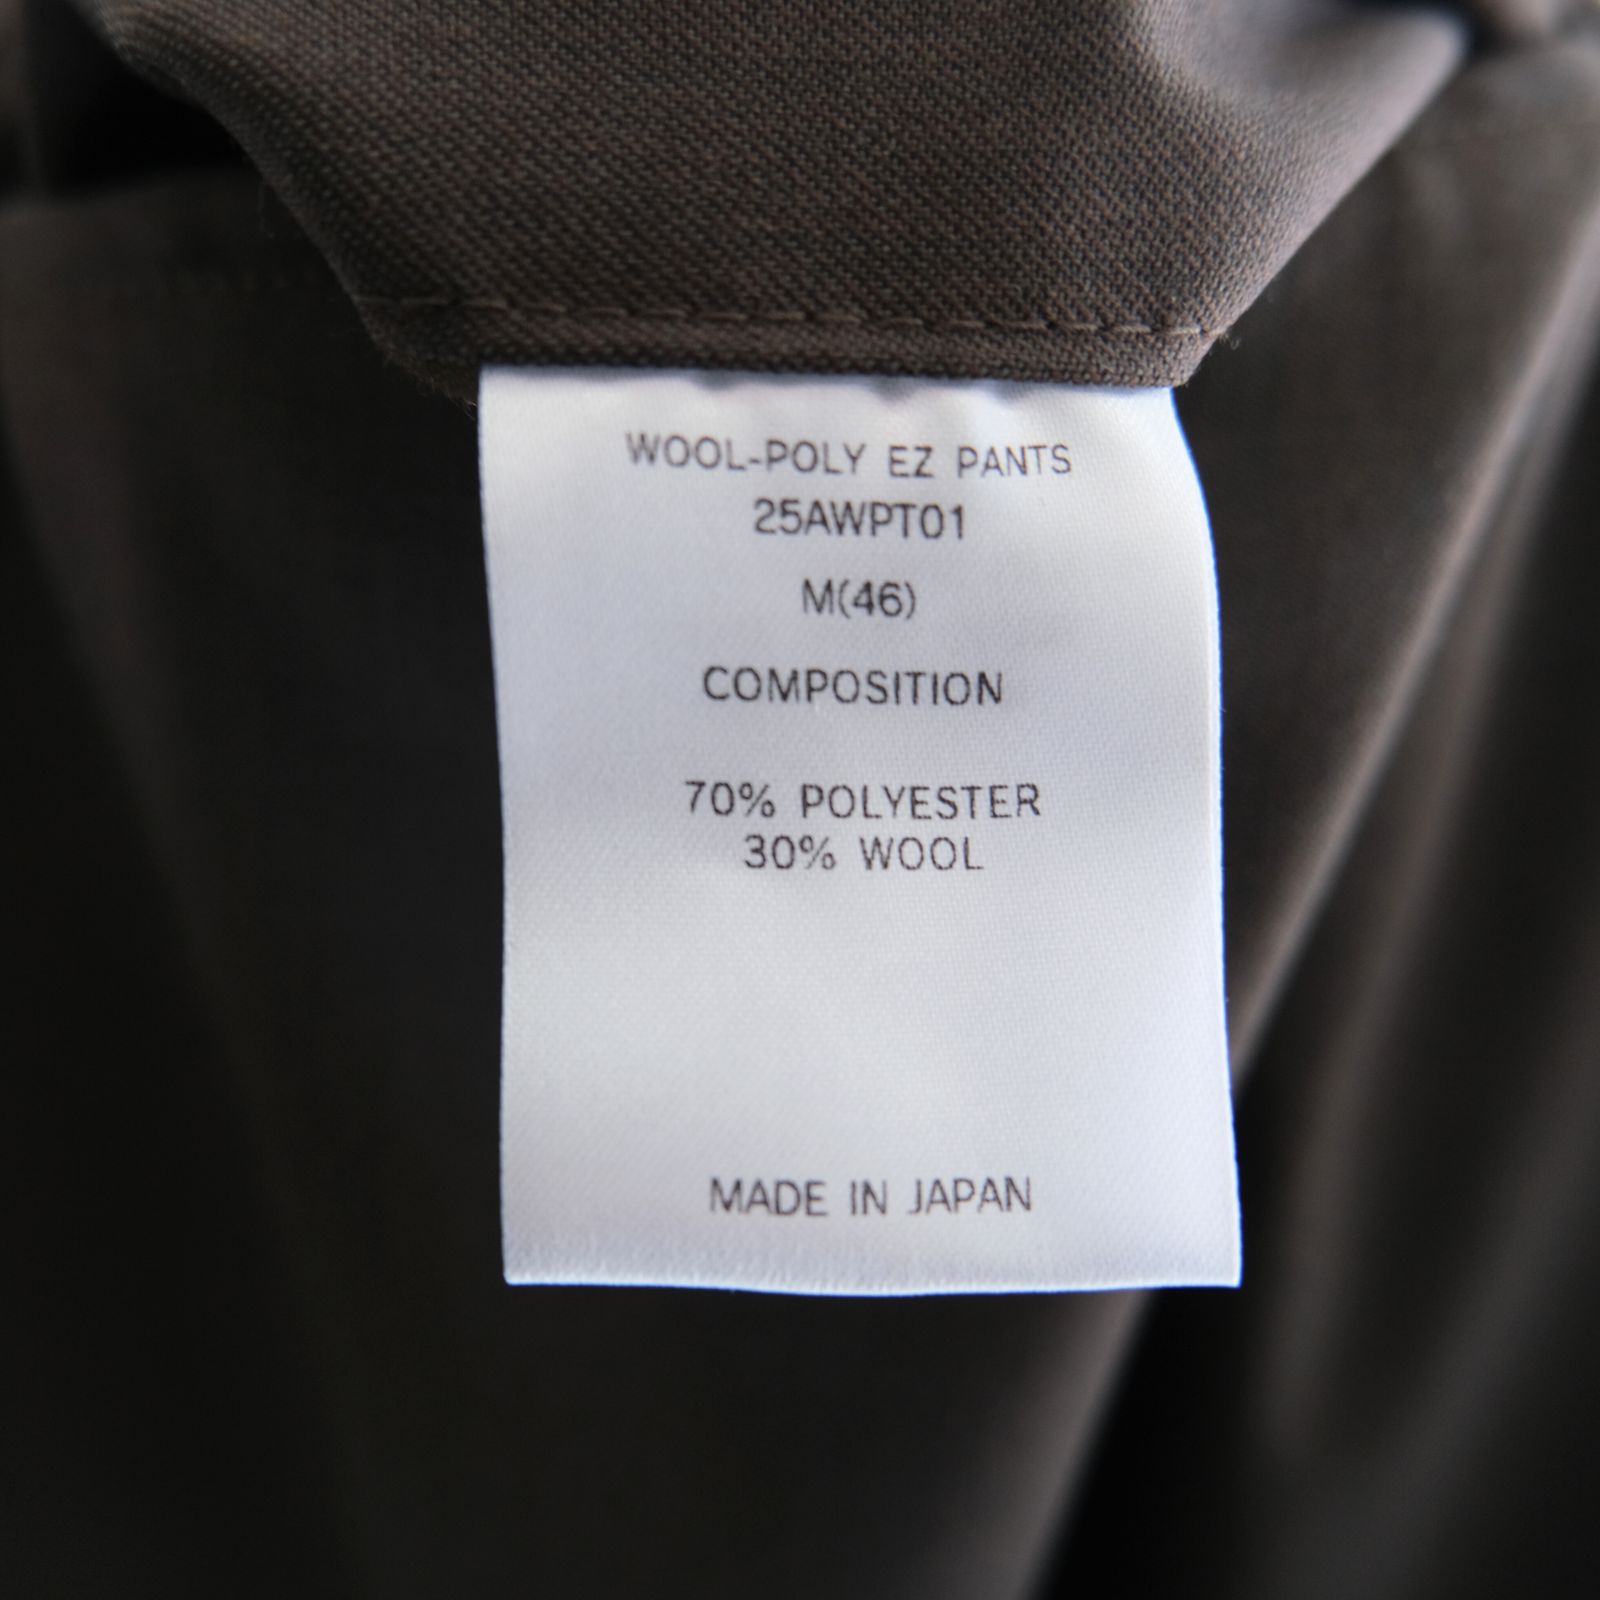 WOOL-POLY EZ PANTS
25AWPT01
M(46)
COMPOSITION
70% POLYESTER
30% WOOL
MADE IN JAPAN